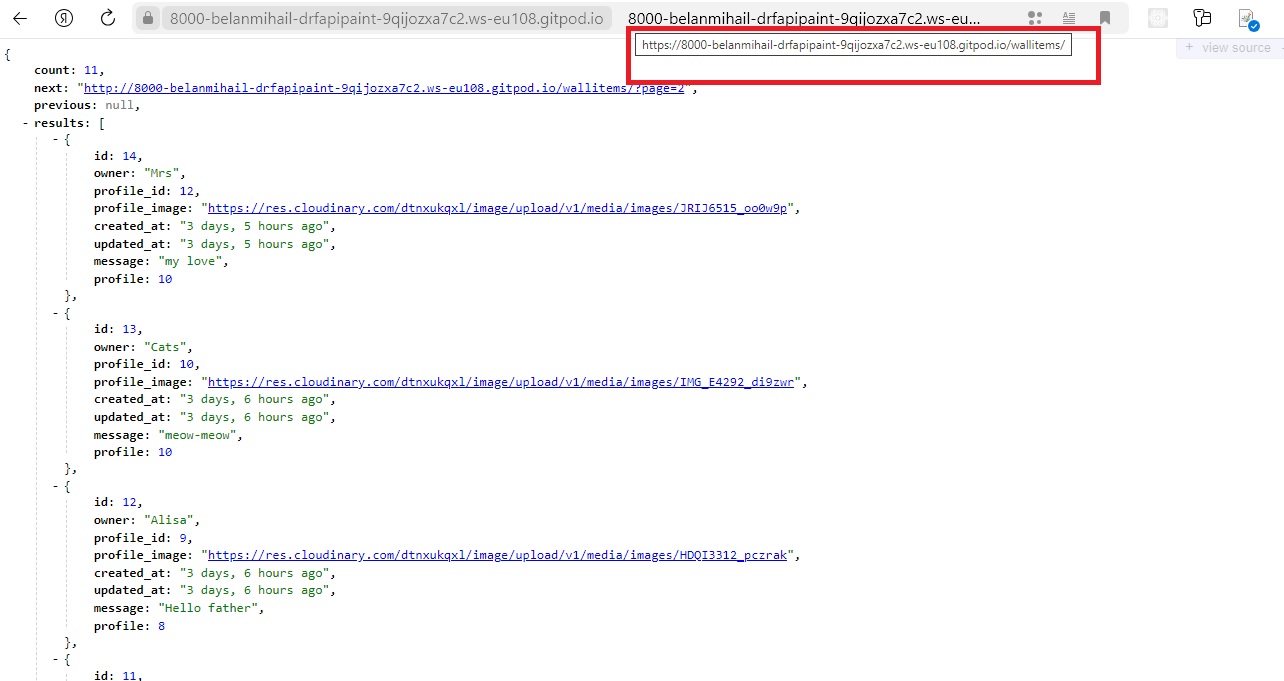 8000-belanmihail-drfapipaint-9qijozxa7c2.ws-eu108.gitpod.io 8000-belanmihail-drfapipaint-9qijozxa7c2.ws-eu...
https://8000-belanmihail-drfapipaint-9qijozxa7c2.ws-eu108.gitpod.io/wallitems/
+ view source
{
count: 11,
next: "http://8000-belanmihail-drfapipaint-9qijozxa7c2.ws-eu108.gitpod.io/wallitems/?page=2",
previous: null,
- results: [
- {
id: 14,
owner: "Mrs",
profile_id: 12,
profile_image: "https://res.cloudinary.com/dtnxukqxl/image/upload/v1/media/images/JRIJ6515_oo0w9p",
created_at: "3 days, 5 hours ago",
updated_at: "3 days, 5 hours ago",
message: "my love",
profile: 10
},
- {
id: 13,
owner: "Cats",
profile_id: 10,
profile_image: "https://res.cloudinary.com/dtnxukqxl/image/upload/v1/media/images/IMG_E4292_di9zwr",
created_at: "3 days, 6 hours ago",
updated_at: "3 days, 6 hours ago",
message: "meow-meow",
profile: 10
},
- {
id: 12,
owner: "Alisa",
profile_id: 9,
profile_image: "https://res.cloudinary.com/dtnxukqxl/image/upload/v1/media/images/HDQI3312_pczrak",
created_at: "3 days, 6 hours ago",
updated_at: "3 days, 6 hours ago",
message: "Hello father",
profile: 8
},
- {
id: 11,